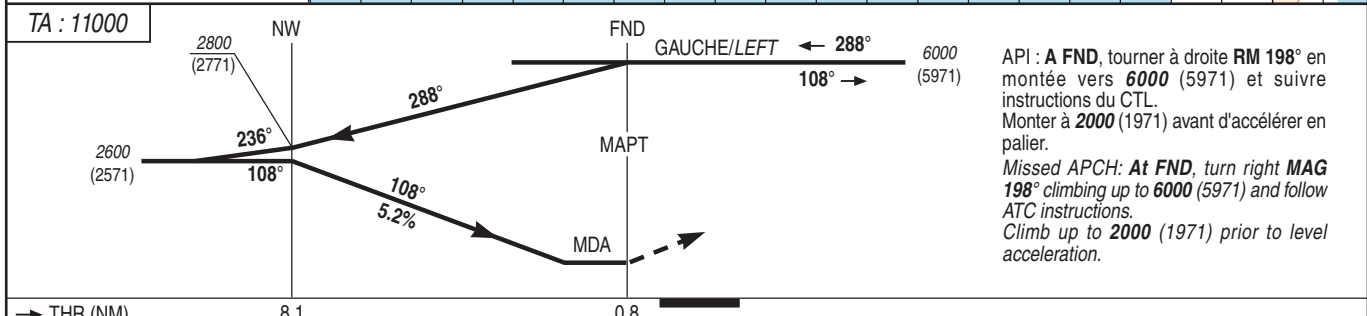 TA : 11000
NW
FND
2800
(2771)
GAUCHE/LEFT ← 288°
108° →
6000
(5971)
288°
236°
2600
(2571)
108°
108°
5.2%
MAPT
MDA
API : A FND, tourner à droite RM 198° en
montée vers 6000 (5971) et suivre
instructions du CTL.
Monter à 2000 (1971) avant d'accélérer en
palier.
Missed APCH: At FND, turn right MAG
198° climbing up to 6000 (5971) and follow
ATC instructions.
Climb up to 2000 (1971) prior to level
acceleration.
→ THR (NM) 8.1 0.8